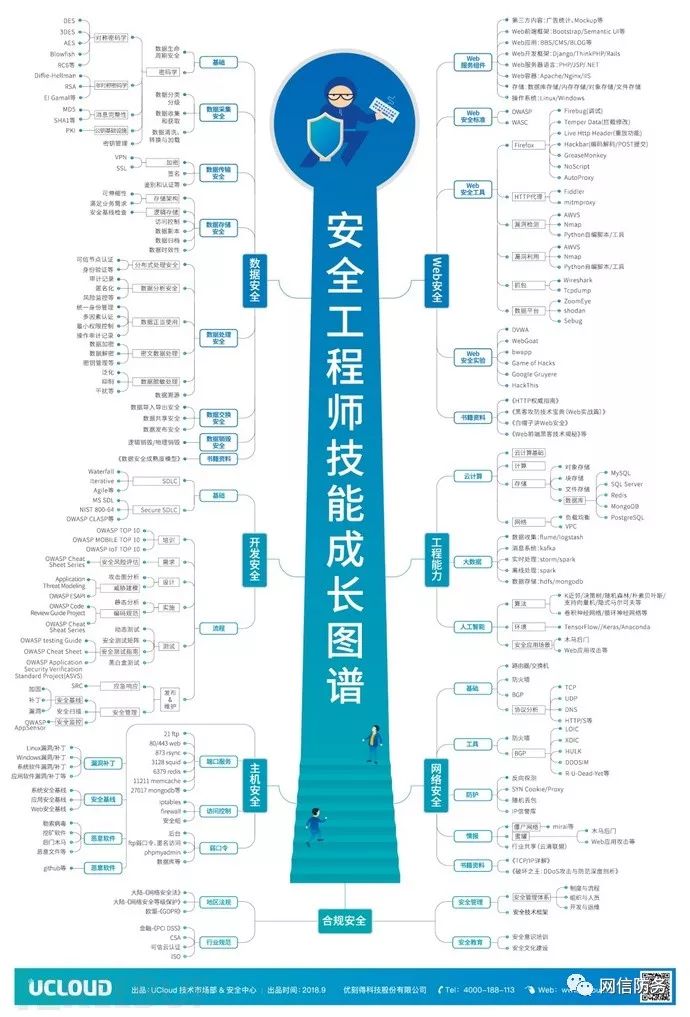 安全工程师技能成长图谱
数据安全
基础
数据生命
周期安全
密码学
对称密码学
DES
3DES
AES
Blowfish
RC6等
非对称密码学
Diffie-Hellman
RSA
El Gamal等
消息完整性
MD5
SHA1等
公钥基础设施
PKI
密钥管理
数据采集
安全
数据分类
分级
数据收集
和获取
数据清洗,
转换与加载
数据传输
安全
加密
VPN
SSL
签名
鉴别和认证等
数据存储
安全
存储架构
可伸缩性
满足业务需求
逻辑存储
安全基线检查
访问控制
数据副本
数据归档
数据时效性
数据处理
安全
分布式处理安全
可信节点认证
身份验证等
数据分析安全
审计记录
匿名化
风险监控等
数据正当使用
统一身份管理
多因素认证
最小权限控制
操作审计记录
密文数据处理
数据加密
数据解密
密钥管理等
数据脱敏处理
泛化
抑制
干扰等
数据溯源
数据交换
安全
数据导入导出安全
数据共享安全
数据发布安全
数据销毁
安全
逻辑销毁/物理销毁
书籍资料
《数据安全成熟度模型》
开发安全
基础
SDLC
Waterfall
Iterative
Agile等
Secure SDLC
MS SDL
NIST 800-64
OWASP CLASP等
流程
培训
OWASP TOP 10
OWASP MOBILE TOP 10
OWASP IoT TOP 10
需求
安全风险评估
OWASP Cheat
Sheet Series
设计
攻击面分析
威胁建模
Application
Threat Modeling
实施
OWASP ESAPI
静态分析
编码规范
OWASP Code
Review Guide Project
测试
OWASP Cheat
Sheat Series
动态测试
安全测试矩阵
OWASP testing Guide
安全测试指南
OWASP Cheat Sheet
黑白盒测试
OWASP Application
Security Verification
Standard Project(ASVS)
发布
&
维护
应急响应
SRC
安全管理
安全基线
加固
补丁
安全扫描
漏洞
安全监控
OWASP
AppSensor
主机安全
漏洞补丁
Linux漏洞/补丁
Windows漏洞/补丁
系统软件漏洞/补丁
应用软件漏洞/补丁等
安全基线
系统安全基线
应用安全基线
Web安全基线
恶意软件
勒索病毒
挖矿软件
后门木马
恶意文件等
恶意软件
github等
端口服务
21 ftp
80/443 web
873 rsync
3128 squid
6379 redis
11211 memcache
27017 mongodb等
访问控制
iptables
firewall
安全组
弱口令
后台
ftp弱口令、匿名访问
phpmyadmin
数据库等
合规安全
地区法规
大陆-《网络安全法》
大陆-《网络安全等级保护》
欧盟-《GDPR》
行业规范
金融-《PCI DSS》
CSA
可信云认证
ISO
安全管理
安全管理体系
制度与流程
组织与人员
开发与运维
安全技术框架
安全教育
安全意识培训
安全文化建设
Web安全
Web
服务组件
第三方内容:广告统计、Mockup等
Web前端框架:Bootstrap/Semantic UI等
Web应用:BBS/CMS/BLOG等
Web开发框架:Django/ThinkPHP/Rails
Web服务器语言:PHP/JSP/.NET
Web容器:Apache/Nginx/IIS
存储:数据库存储/内存存储/对象存储/文件存储
操作系统:Linux/Windows
Web
安全标准
OWASP
WASC
Web
安全工具
Firefox
Firebug(调试)
Temper Data(拦截修改)
Live Http Header(重放功能)
Hackbar(编码解码/POST提交)
GreaseMonkey
NoScript
AutoProxy
HTTP代理
Fiddler
mitmproxy
漏洞检测
AWVS
Nmap
Python自编脚本/工具
漏洞利用
AWVS
Nmap
Python自编脚本/工具
抓包
Wireshark
Tcpdump
数据平台
ZoomEye
shodan
Sebug
Web
安全实验
DVWA
WebGoat
bwapp
Game of Hacks
Google Gruyere
HackThis
书籍资料
《HTTP权威指南》
《黑客攻防技术宝典(Web实战篇)》
《白帽子讲Web安全》
《Web前端黑客技术揭秘》等
工程能力
云计算
云计算基础
计算
存储
对象存储
块存储
文件存储
数据库
MySQL
SQL Server
Redis
MongoDB
PostgreSQL
网络
负载均衡
VPC
大数据
数据收集:flume/logstash
消息系统:kafka
实时处理:storm/spark
离线处理:spark
数据存储:hdfs/mongodb
人工智能
算法
K近邻/决策树/随机森林/朴素贝叶斯/
支持向量机/隐式马尔可夫等
卷积神经网络/循环神经网络等
环境
TensorFlow/Keras/Anaconda
安全应用场景
木马后门
Web应用攻击等
网络安全
基础
路由器/交换机
防火墙
BGP
协议分析
TCP
UDP
DNS
HTTP/S等
工具
防火墙
BGP
LOIC
XOIC
HULK
DDOSIM
R-U-Dead-Yet等
防护
反向探测
SYN Cookie/Proxy
随机丢包
IP信誉库
情报
僵尸网络
mirai等
蜜罐
木马后门
Web应用攻击等
行业共享(云清联盟)
书籍资料
《TCP/IP详解》
《破坏之王:DDoS攻击与防范深度剖析》
UCLOUD
出品:UCloud 技术市场部 & 安全中心
出品时间:2018.9
优刻得科技股份有限公司
Tel: 4000-188-113
Web:
网信防务